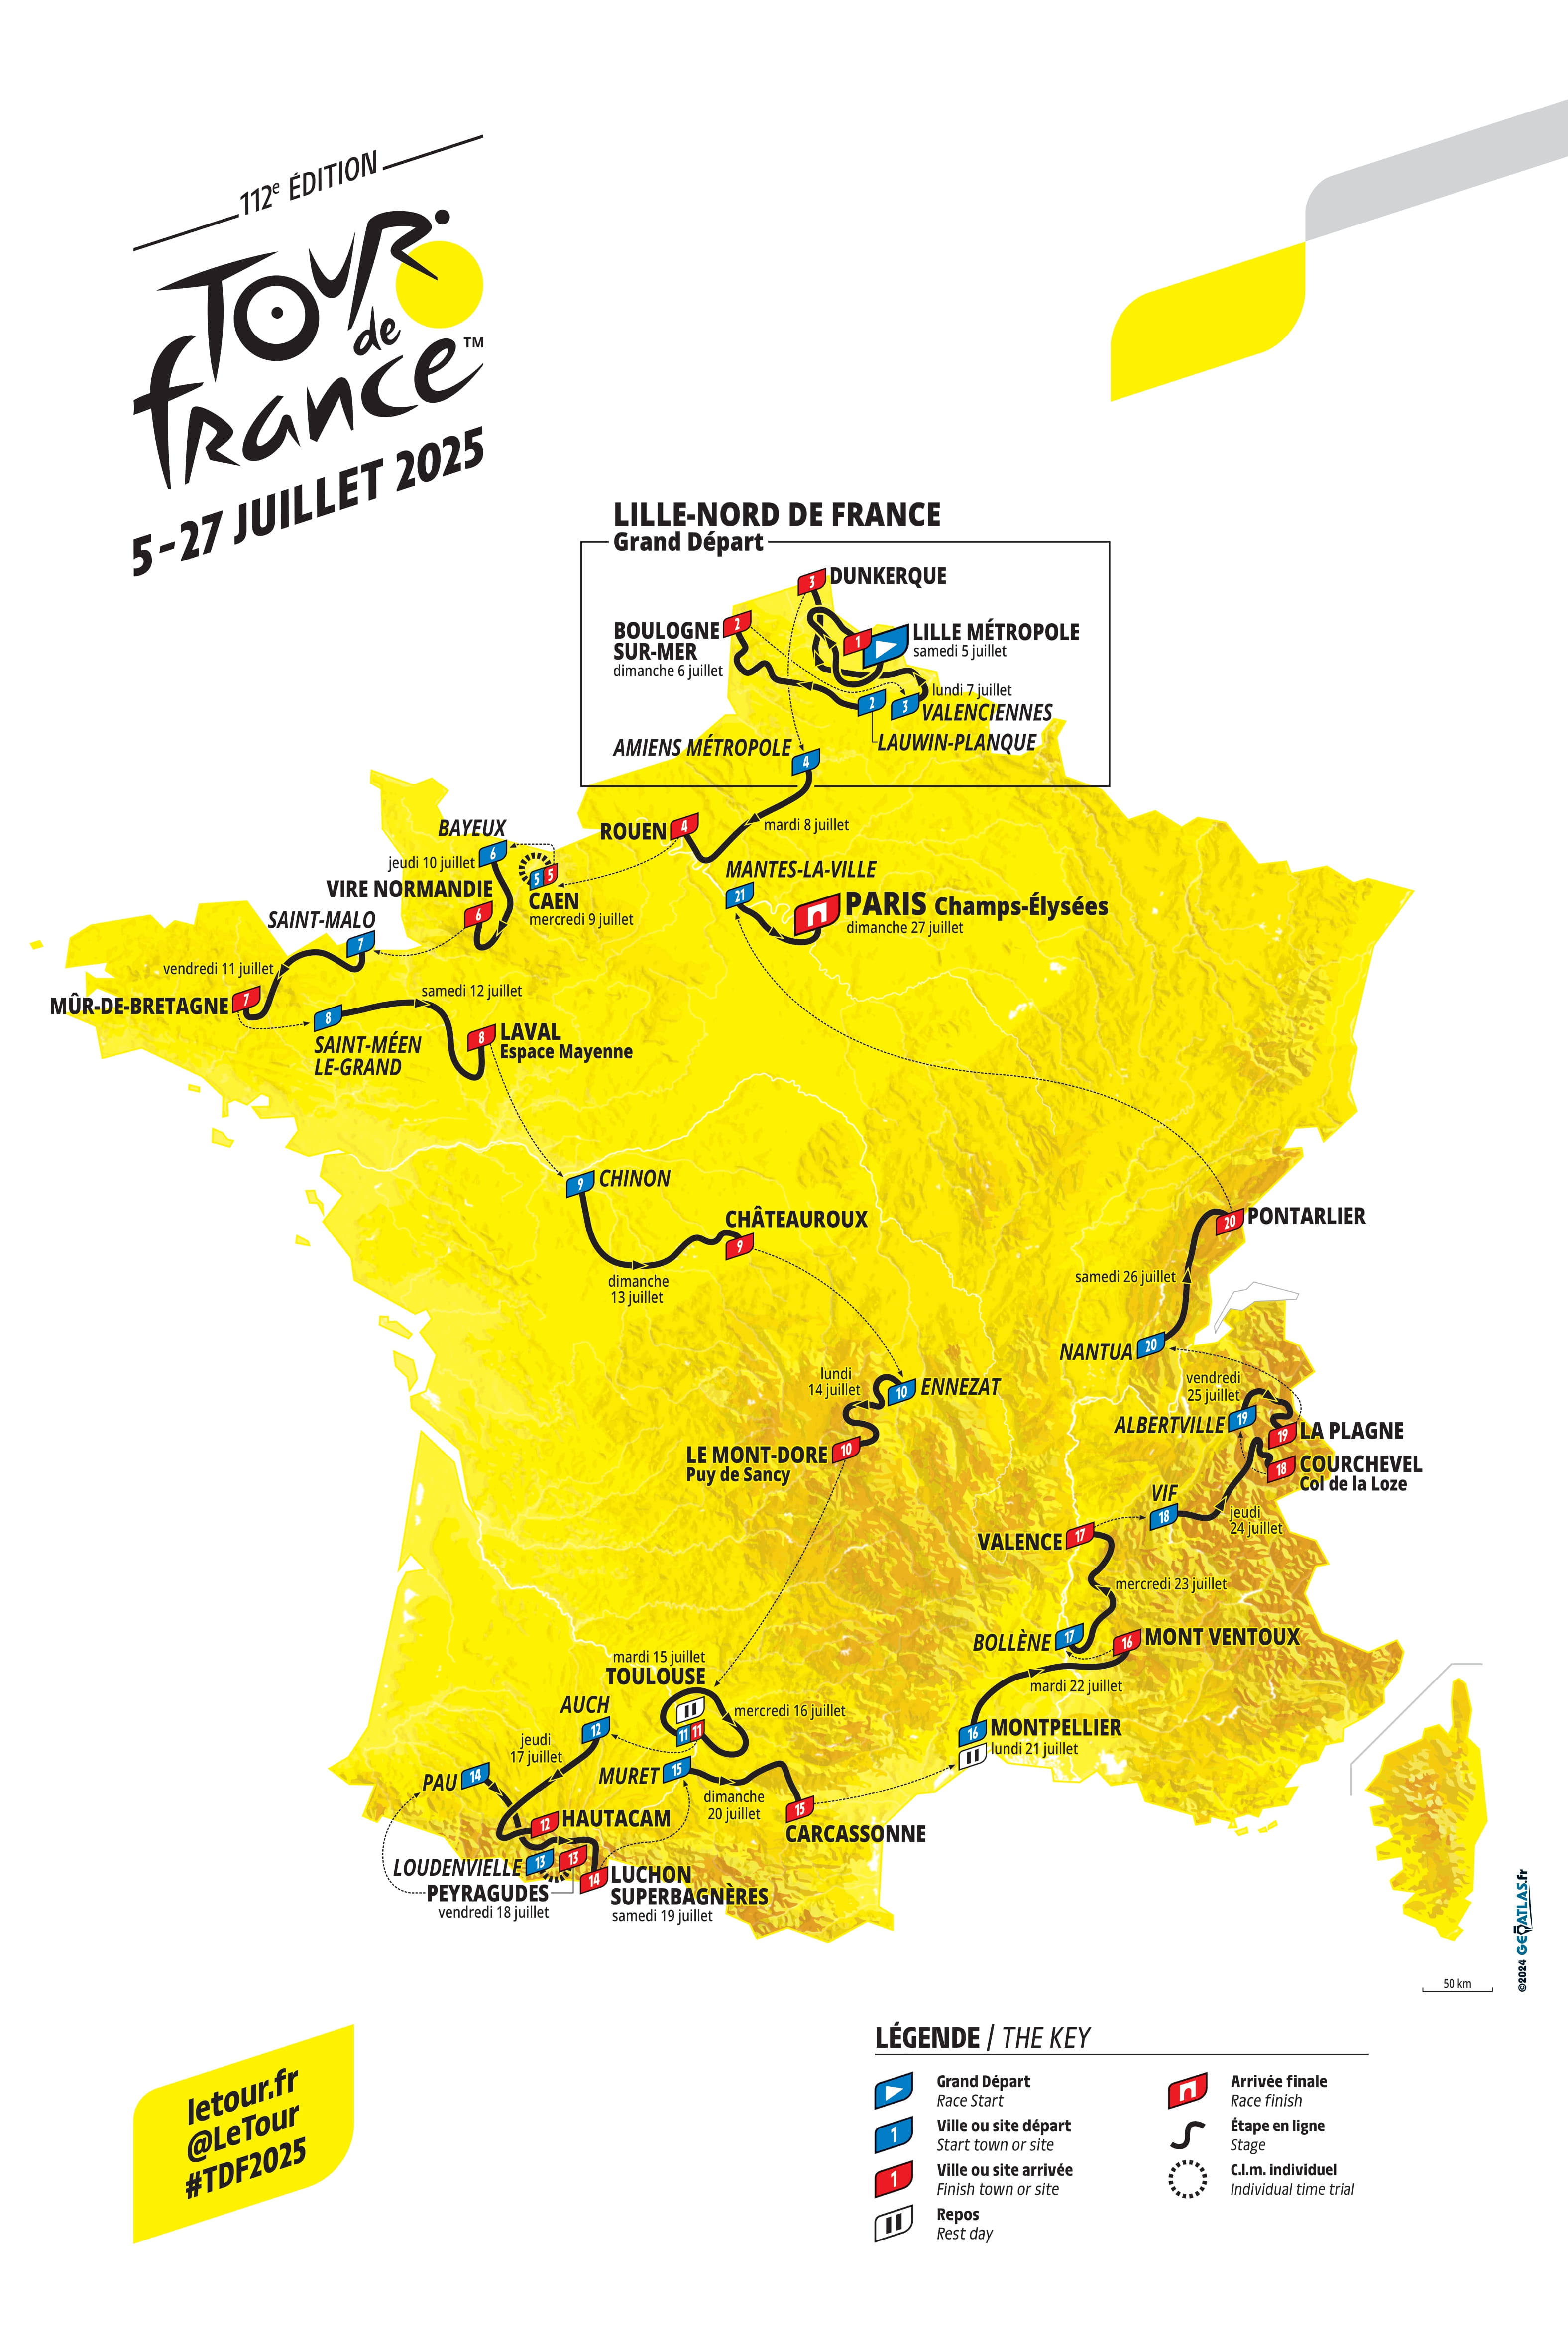 112e ÉDITION
TOUR
de
france™
5-27 JUILLET 2025
LILLE-NORD DE FRANCE
Grand Départ
3
DUNKERQUE
2
BOULOGNE
SUR-MER
dimanche 6 juillet
1
LILLE MÉTROPOLE
samedi 5 juillet
lundi 7 juillet
2
3
VALENCIENNES
LAUWIN-PLANQUE
AMIENS MÉTROPOLE
4
mardi 8 juillet
ROUEN
4
BAYEUX
6
jeudi 10 juillet
5
5
CAEN
mercredi 9 juillet
VIRE NORMANDIE
6
MANTES-LA-VILLE
21
PARIS Champs-Élysées
dimanche 27 juillet
SAINT-MALO
7
vendredi 11 juillet
MÛR-DE-BRETAGNE
7
samedi 12 juillet
8
SAINT-MÉEN
LE-GRAND
8
LAVAL
Espace Mayenne
9
CHINON
CHÂTEAUROUX
9
dimanche
13 juillet
20
PONTARLIER
samedi 26 juillet
NANTUA
20
lundi
14 juillet
10
ENNEZAT
LE MONT-DORE
Puy de Sancy
10
vendredi
25 juillet
ALBERTVILLE
19
19
LA PLAGNE
18
COURCHEVEL
Col de la Loze
VIF
18
jeudi
24 juillet
VALENCE
17
mercredi 23 juillet
BOLLÈNE
17
16
MONT VENTOUX
mardi 22 juillet
mardi 15 juillet
TOULOUSE
11
11
mercredi 16 juillet
AUCH
12
jeudi
17 juillet
16
MONTPELLIER
lundi 21 juillet
PAU
14
MURET
15
dimanche
20 juillet
15
CARCASSONNE
12
HAUTACAM
LOUDENVIELLE
13
13
PEYRAGUDES
vendredi 18 juillet
14
LUCHON
SUPERBAGNÈRES
samedi 19 juillet
50 km
©2024 GEOATLAS.fr
letour.fr
@LeTour
#TDF2025
LÉGENDE / THE KEY
Grand Départ
Race Start
1
Ville ou site départ
Start town or site
1
Ville ou site arrivée
Finish town or site
Repos
Rest day
Arrivée finale
Race finish
Étape en ligne
Stage
C.l.m. individuel
Individual time trial